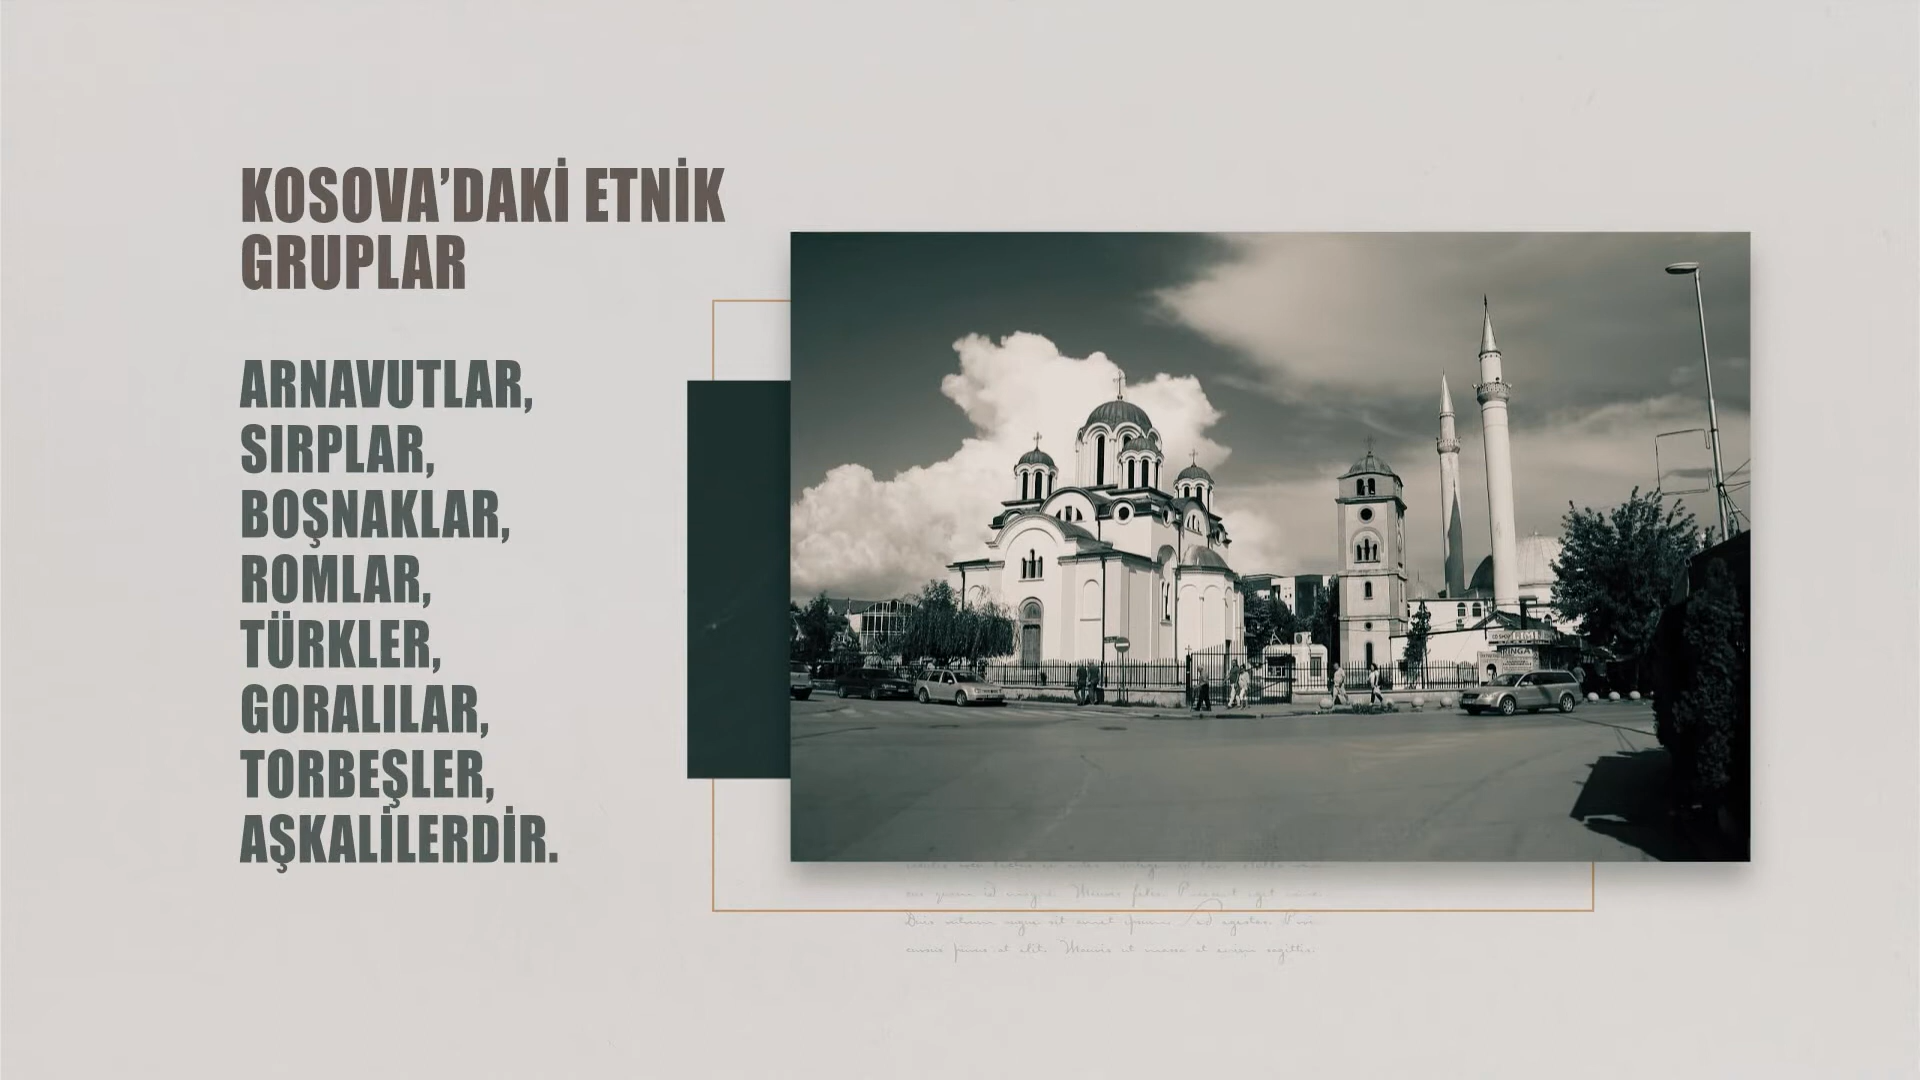 KOSOVA’DAKİ ETNİK
GRUPLAR
ARNAVUTLAR,
SIRPLAR,
BOŞNAKLAR,
ROMLAR,
TÜRKLER,
GORALILAR,
TORBEŞLER,
AŞKALİLERDİR.